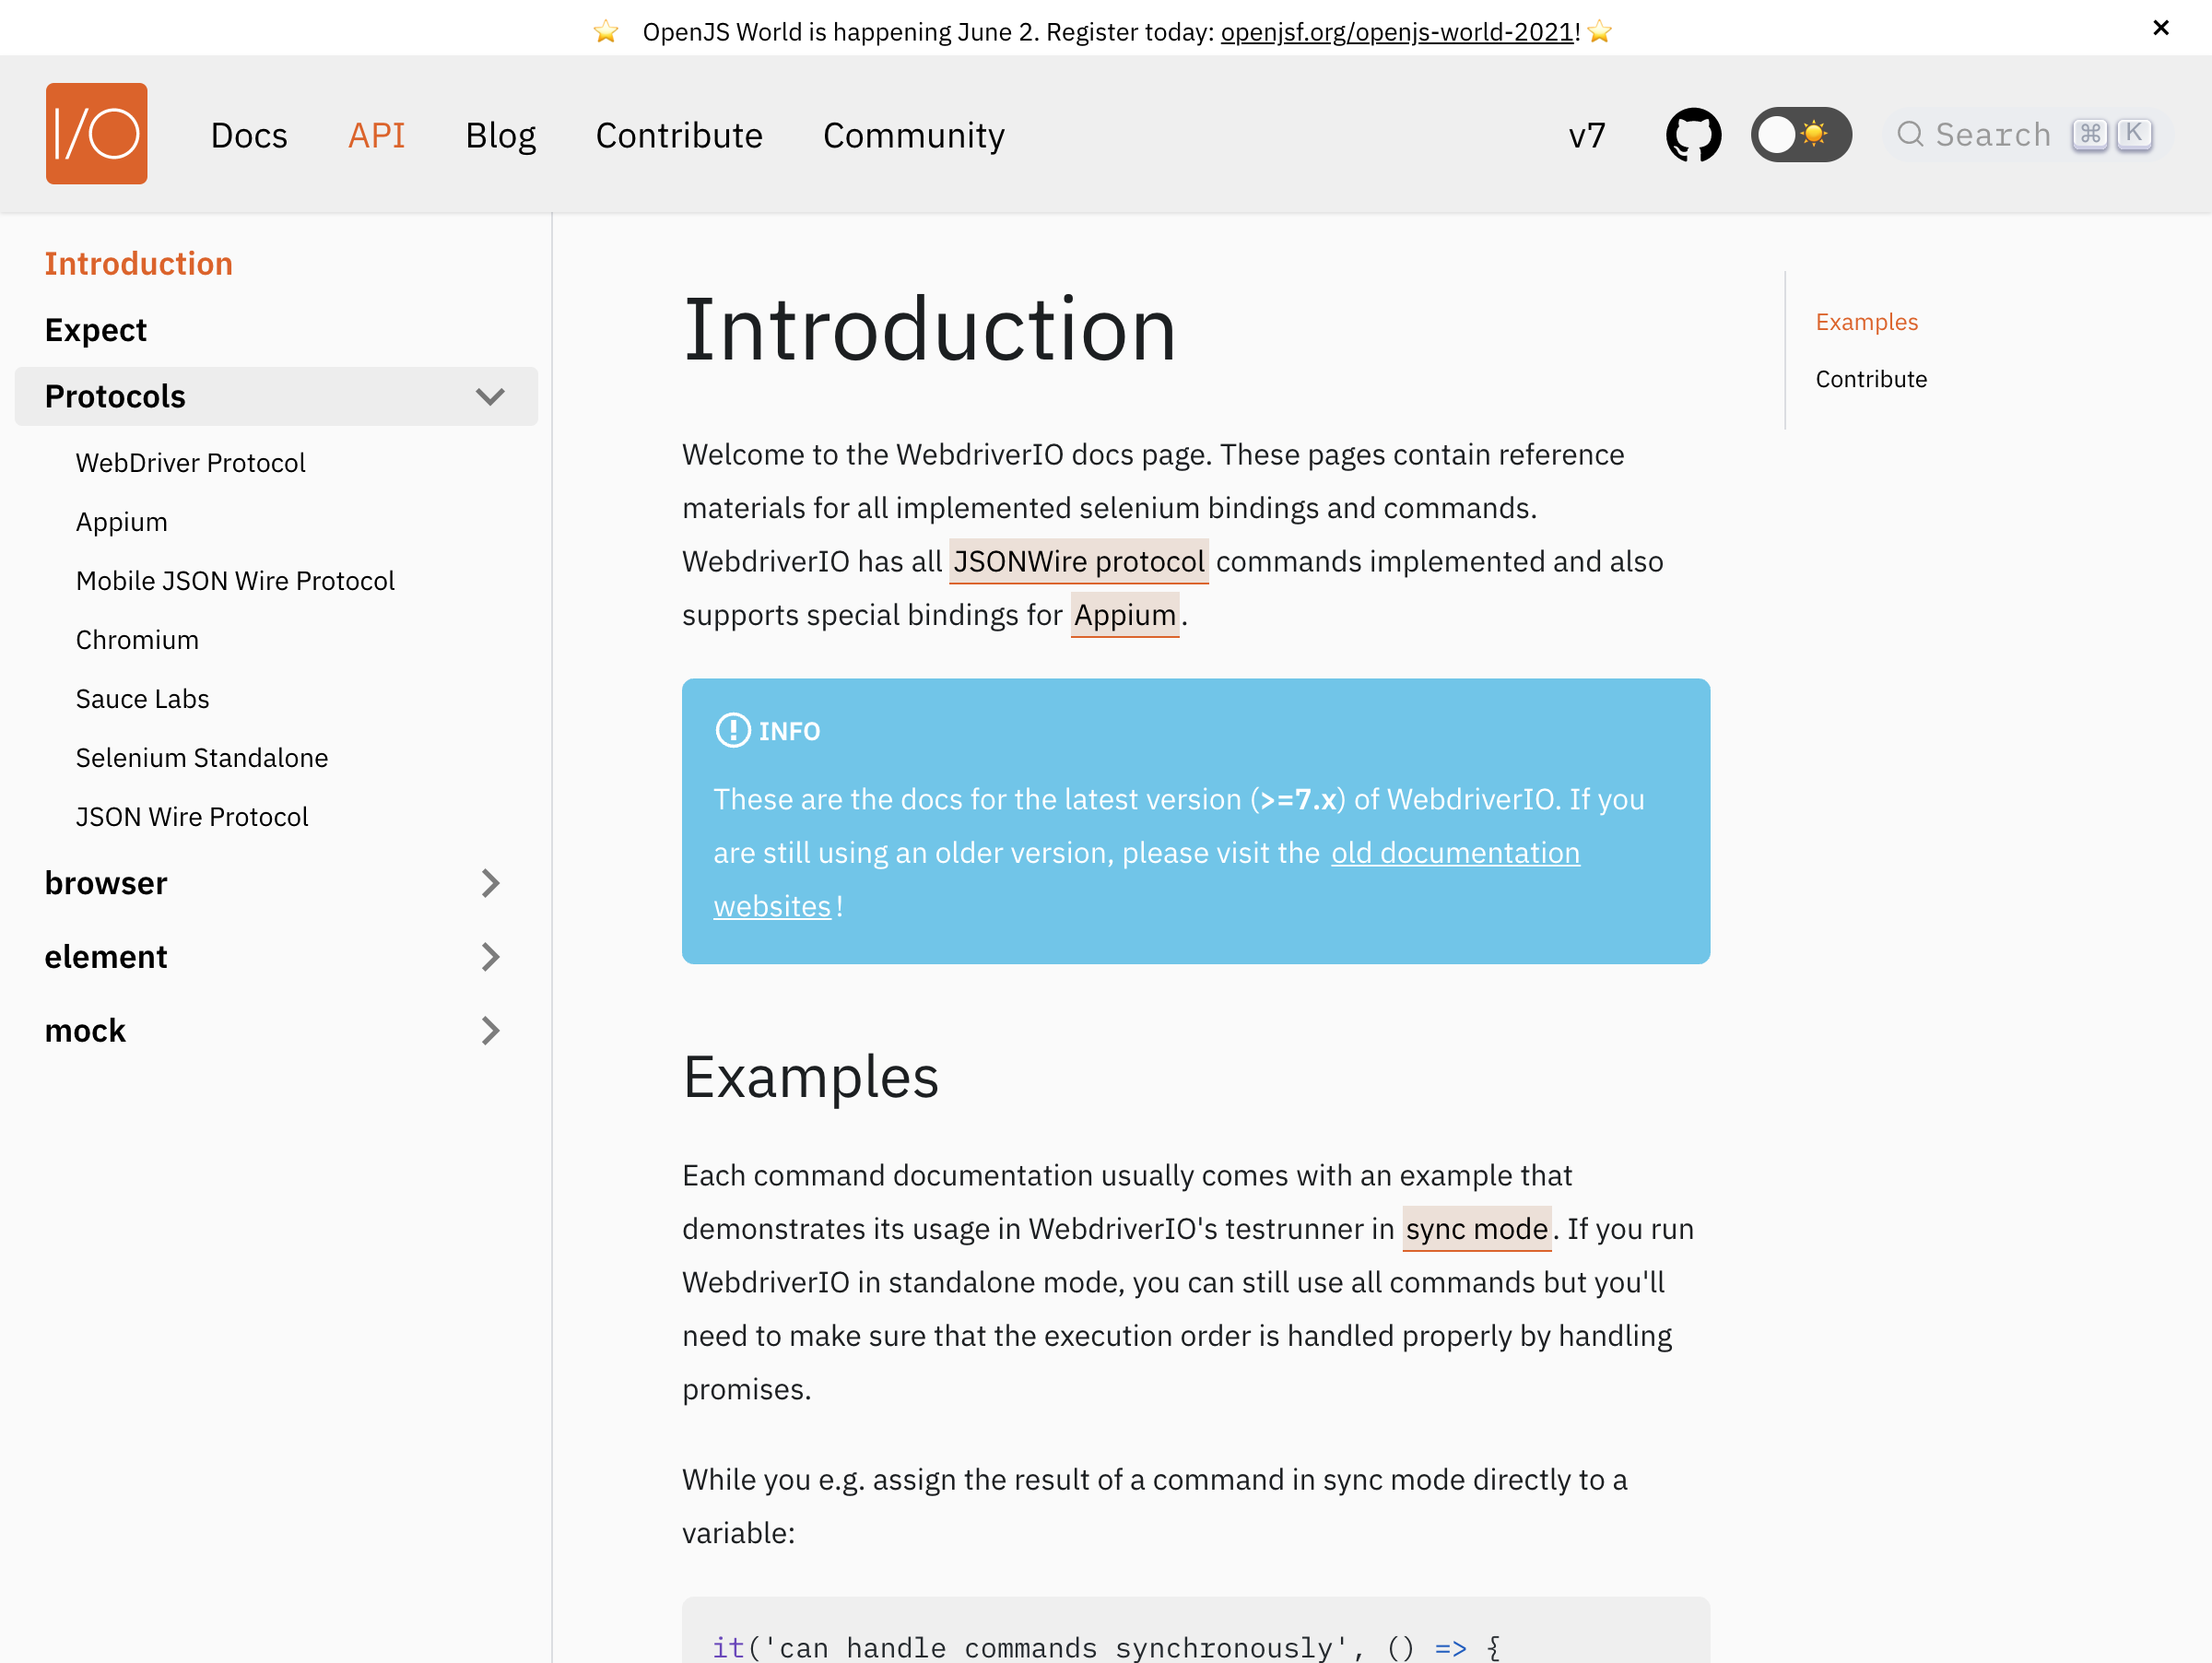 ⭐ OpenJS World is happening June 2. Register today: openjsf.org/openjs-world-2021! ⭐
×
I/O
Docs
API
Blog
Contribute
Community
v7
Search
⌘ K
Introduction
Expect
Protocols
WebDriver Protocol
Appium
Mobile JSON Wire Protocol
Chromium
Sauce Labs
Selenium Standalone
JSON Wire Protocol
browser
element
mock
Introduction
Welcome to the WebdriverIO docs page. These pages contain reference
materials for all implemented selenium bindings and commands.
WebdriverIO has all JSONWire protocol commands implemented and also
supports special bindings for Appium.
INFO
These are the docs for the latest version (>=7.x) of WebdriverIO. If you
are still using an older version, please visit the old documentation
websites!
Examples
Each command documentation usually comes with an example that
demonstrates its usage in WebdriverIO's testrunner in sync mode. If you run
WebdriverIO in standalone mode, you can still use all commands but you'll
need to make sure that the execution order is handled properly by handling
promises.
While you e.g. assign the result of a command in sync mode directly to a
variable:
it('can handle commands synchronously', () => {
Examples
Contribute